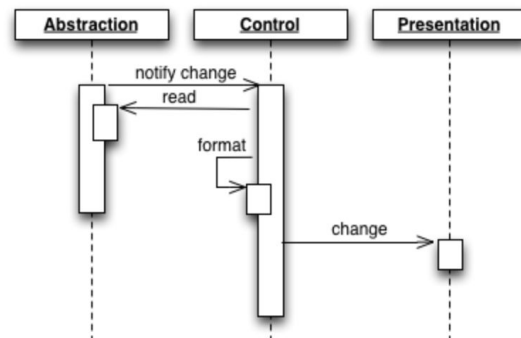 Abstraction Control Presentation
notify change
read
format
change